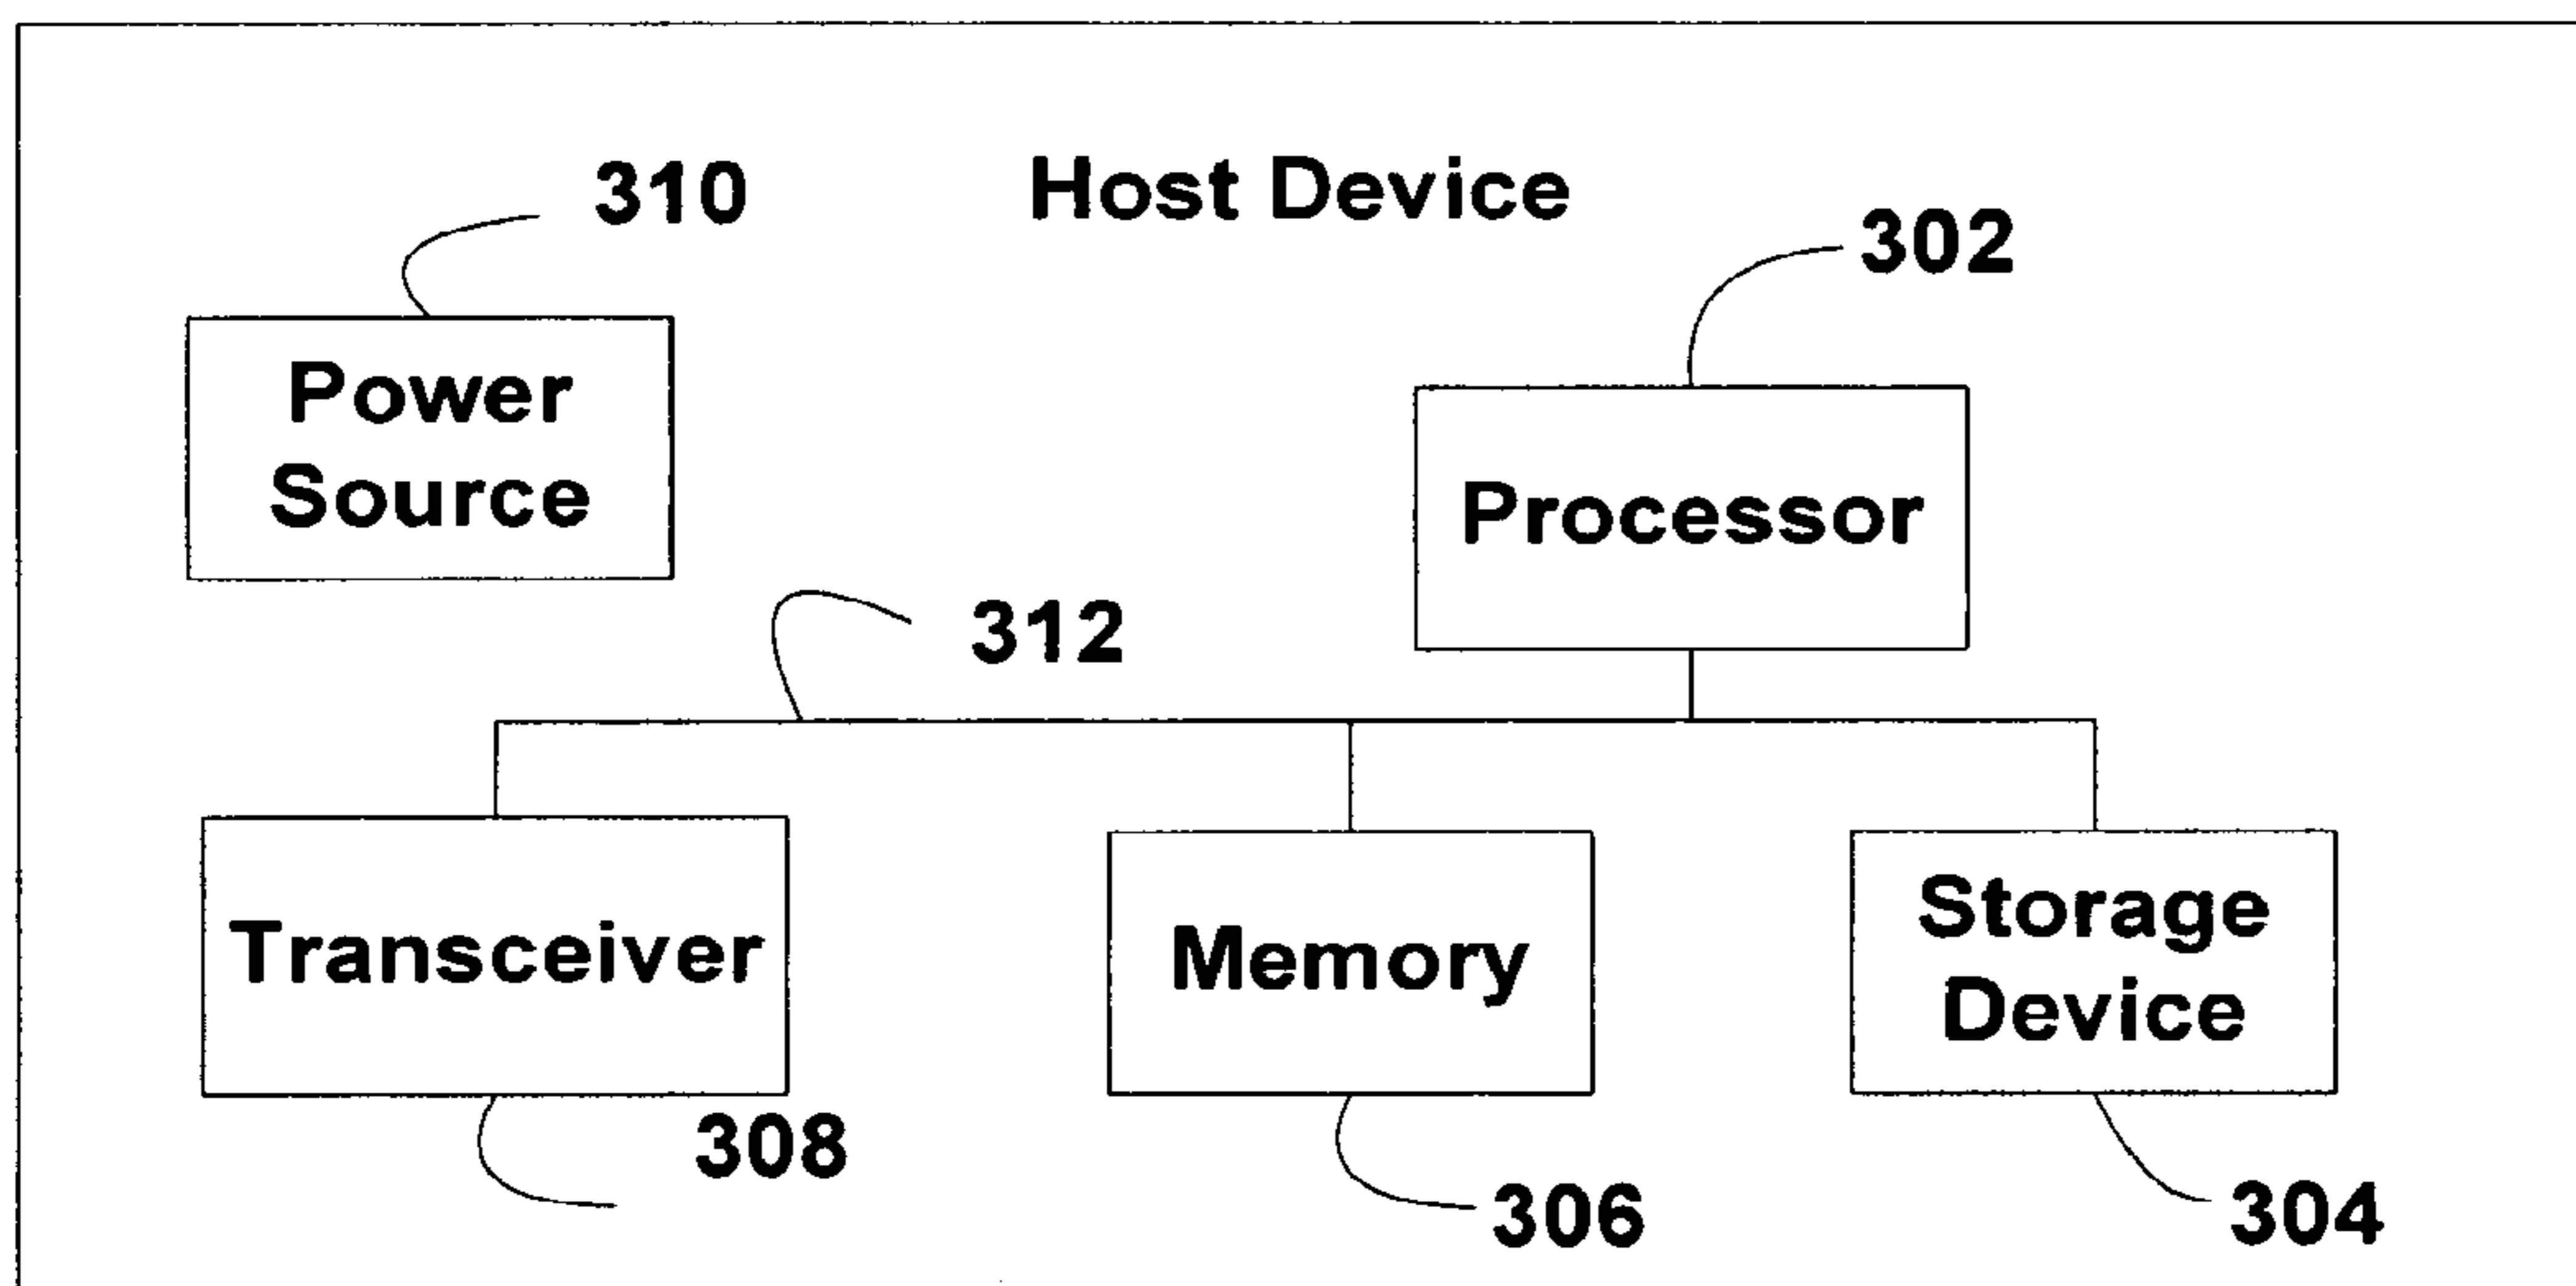 310
Host Device
302
Power
Source
Processor
312
Transceiver
Memory
Storage
Device
308
306
304